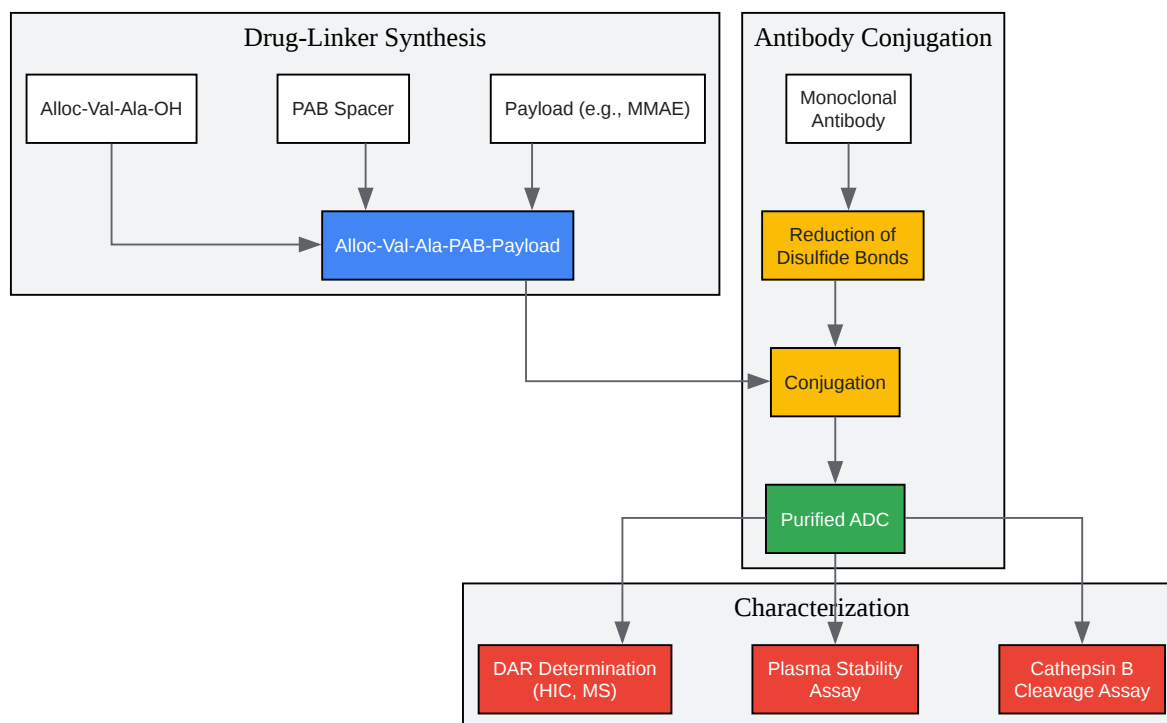 Drug-Linker Synthesis
Alloc-Val-Ala-OH
PAB Spacer
Payload (e.g., MMAE)
Alloc-Val-Ala-PAB-Payload
Antibody Conjugation
Monoclonal
Antibody
Reduction of
Disulfide Bonds
Conjugation
Purified ADC
Characterization
DAR Determination
(HIC, MS)
Plasma Stability
Assay
Cathepsin B
Cleavage Assay